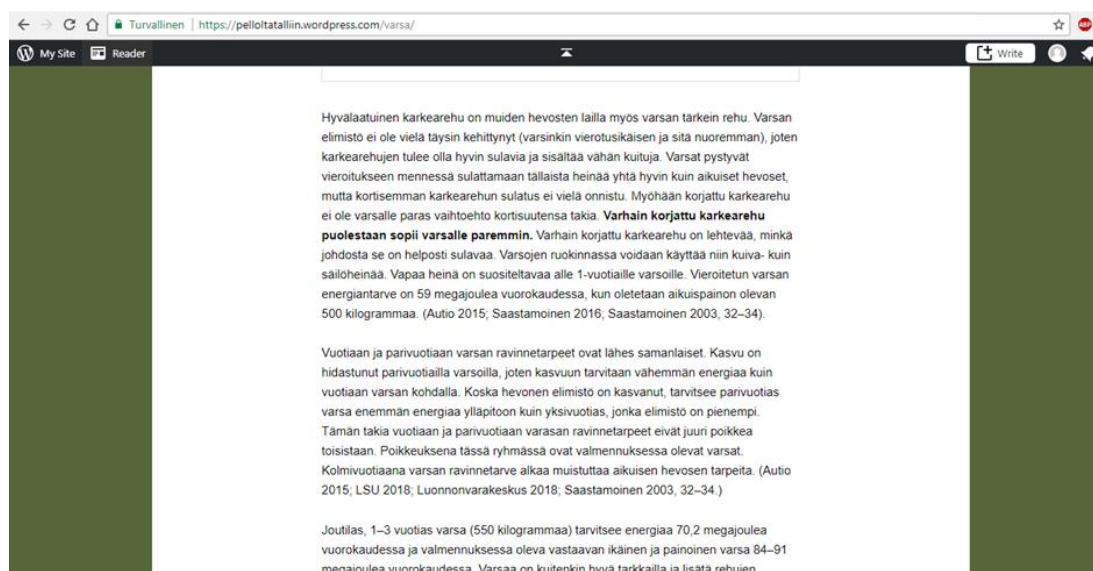 Turvallinen | https://pelloltatalliin.wordpress.com/varsa/
ABP
My Site Reader Write
Hyvälaatuinen karkearehu on muiden hevosten lailla myös varsan tärkein rehu. Varsan
elimistö ei ole vielä täysin kehittynyt (varsinkin vierotusikäisen ja sitä nuoremman), joten
karkearehujen tulee olla hyvin sulavia ja sisältää vähän kuituja. Varsat pystyvät
vieroitukseen mennessä sulattamaan tällaista heinää yhtä hyvin kuin aikuiset hevoset,
mutta kortisemman karkearehun sulatus ei vielä onnistu. Myöhään korjattu karkearehu
ei ole varsalle paras vaihtoehto kortisuutensa takia. Varhain korjattu karkearehu
puolestaan sopii varsalle paremmin. Varhain korjattu karkearehu on lehtevää, minkä
johdosta se on helposti sulavaa. Varsojen ruokinnassa voidaan käyttää niin kuiva- kuin
säilöheinää. Vapaa heinä on suositeltavaa alle 1-vuotiaille varsoille. Vieroitetun varsan
energiantarve on 59 megajoulea vuorokaudessa, kun oletetaan aikuispainon olevan
500 kilogrammaa. (Autio 2015; Saastamoinen 2016; Saastamoinen 2003, 32–34).
Vuotiaan ja parivuotiaan varsan ravinnetarpeet ovat lähes samanlaiset. Kasvu on
hidastunut parivuotiailla varsoilla, joten kasvuun tarvitaan vähemmän energiaa kuin
vuotiaan varsan kohdalla. Koska hevonen elimistö on kasvanut, tarvitsee parivuotias
varsa enemmän energiaa ylläpitoon kuin yksivuotias, jonka elimistö on pienempi.
Tämän takia vuotiaan ja parivuotiaan varasan ravinnetarpeet eivät juuri poikkea
toisistaan. Poikkeuksena tässä ryhmässä ovat valmennuksessa olevat varsat.
Kolmivuotiaana varsan ravinnetarve alkaa muistuttaa aikuisen hevosen tarpeita. (Autio
2015; LSU 2018; Luonnonvarakeskus 2018; Saastamoinen 2003, 32–34.)
Joutilas, 1–3 vuotias varsa (550 kilogrammaa) tarvitsee energiaa 70,2 megajoulea
vuorokaudessa ja valmennuksessa oleva vastaavan ikäinen ja painoinen varsa 84–91
megajoulea vuorokaudessa. Varsaa on kuitenkin hyvä tarkkailla ja lisätä rehujen